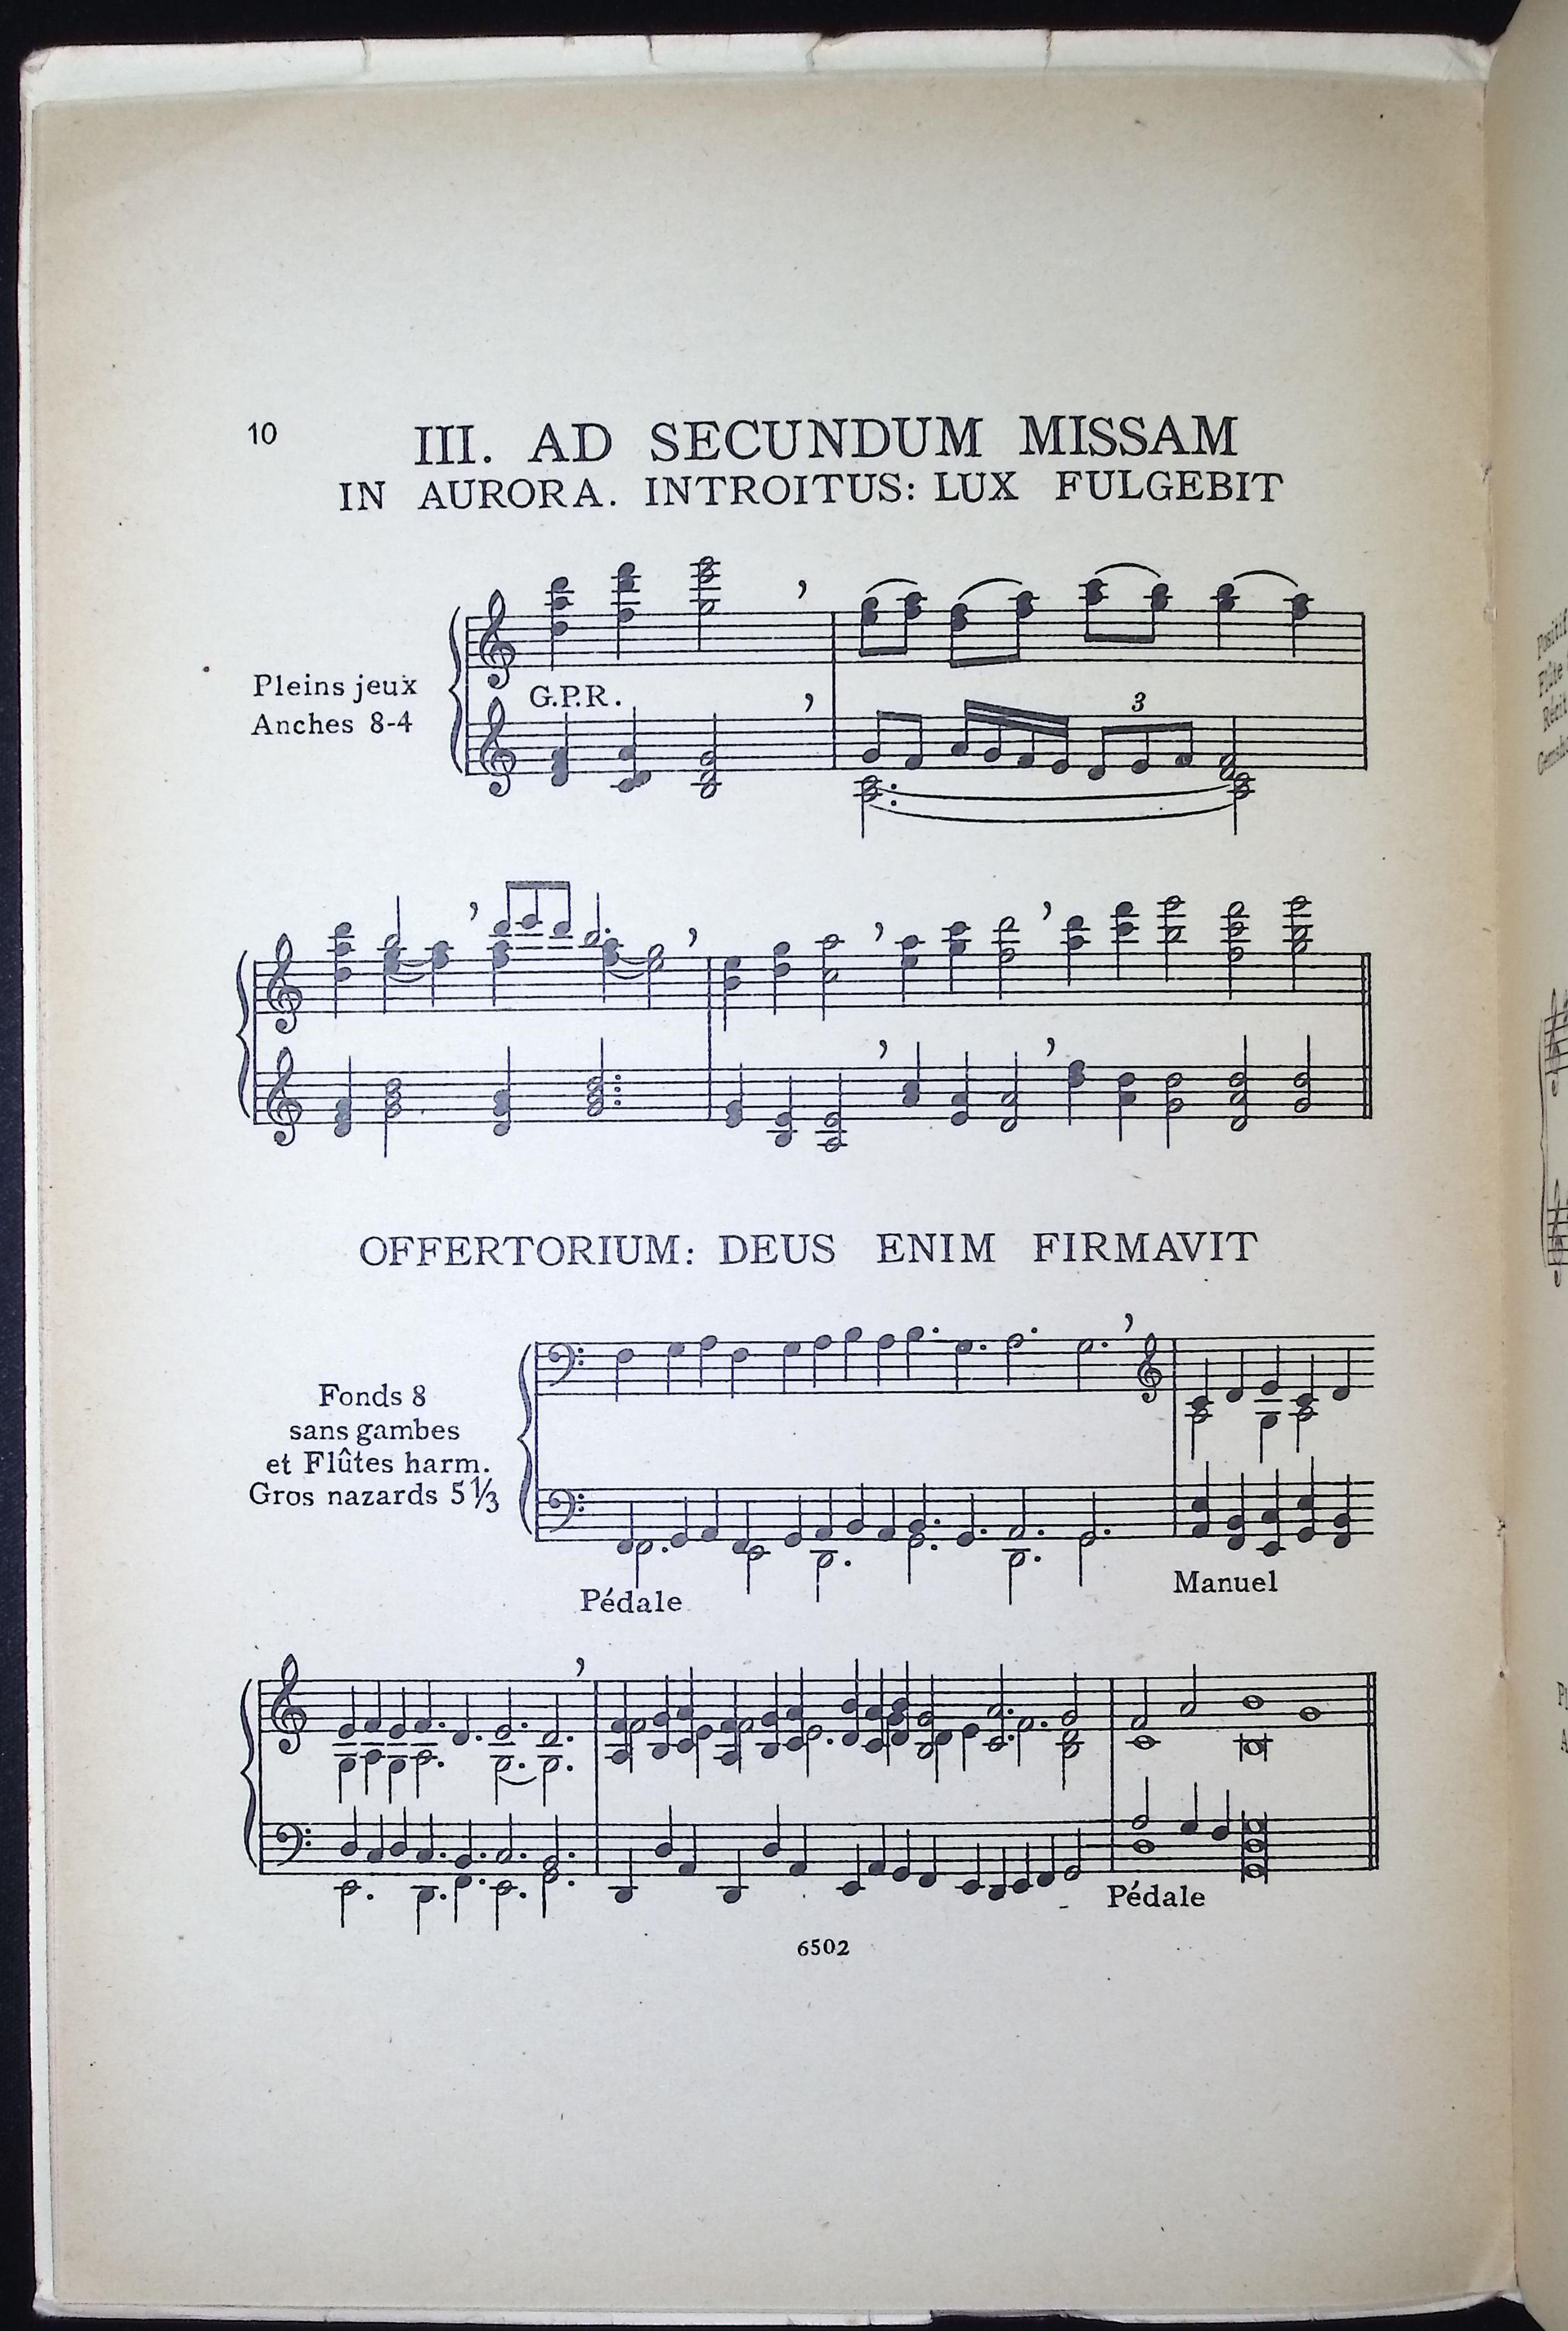 10
III. AD SECUNDUM MISSAM
IN AURORA. INTROITUS: LUX FULGEBIT
Pleins jeux
Anches 8-4
G.P.R.
3
OFFERTORIUM: DEUS ENIM FIRMAVIT
Fonds 8
sans gambes
et Flûtes harm.
Gros nazards 5 1/3
Pédale
Manuel
Pédale
6502